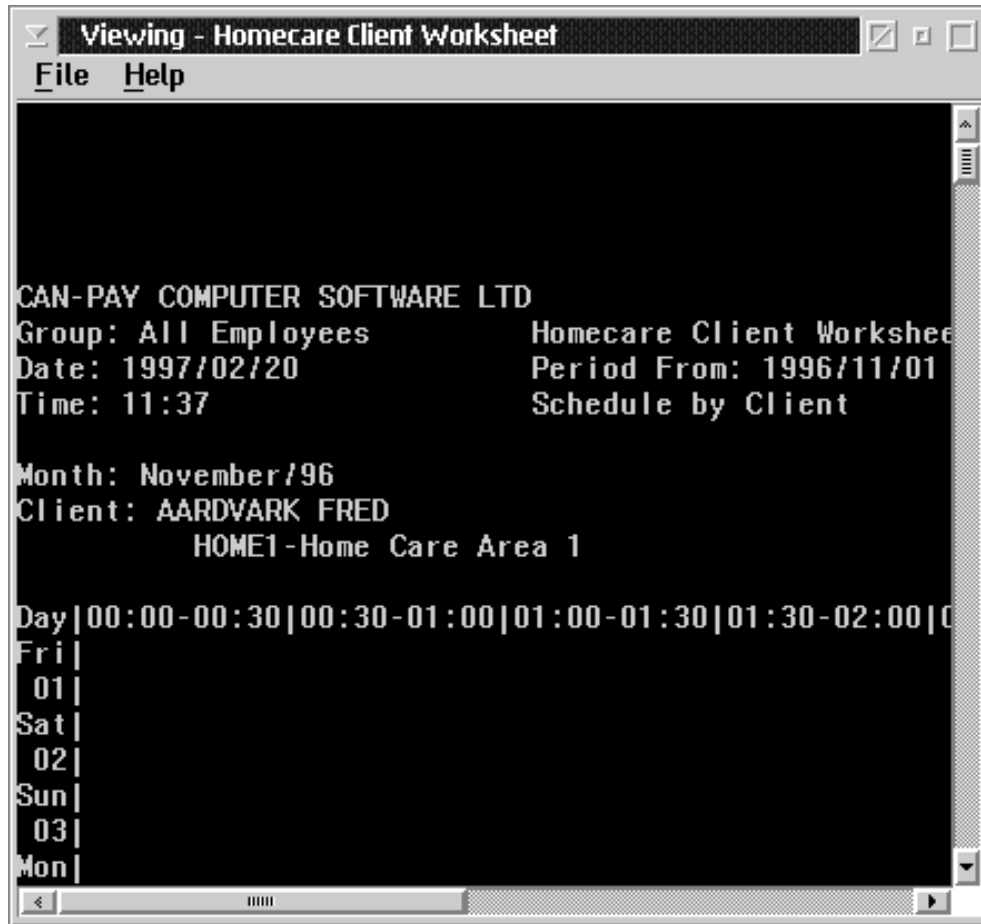 Viewing - Homecare Client Worksheet
File Help
CAN-PAY COMPUTER SOFTWARE LTD
Group: All Employees Homecare Client Workshee
Date: 1997/02/20 Period From: 1996/11/01
Time: 11:37 Schedule by Client
Month: November/96
Client: AARDVARK FRED
HOME1-Home Care Area 1
Day|00:00-00:30|00:30-01:00|01:00-01:30|01:30-02:00|0
Fri|
01|
Sat|
02|
Sun|
03|
Mon|